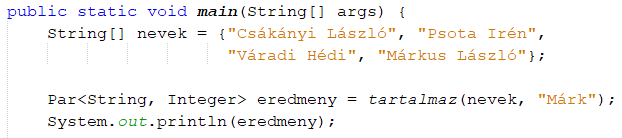 public static void main(String[] args) {
String[] nevek = {"Csákányi László", "Psota Irén",
"Váradi Hédi", "Márkus László"};
Par<String, Integer> eredmeny = tartalmaz(nevek, "Márk");
System.out.println(eredmeny);